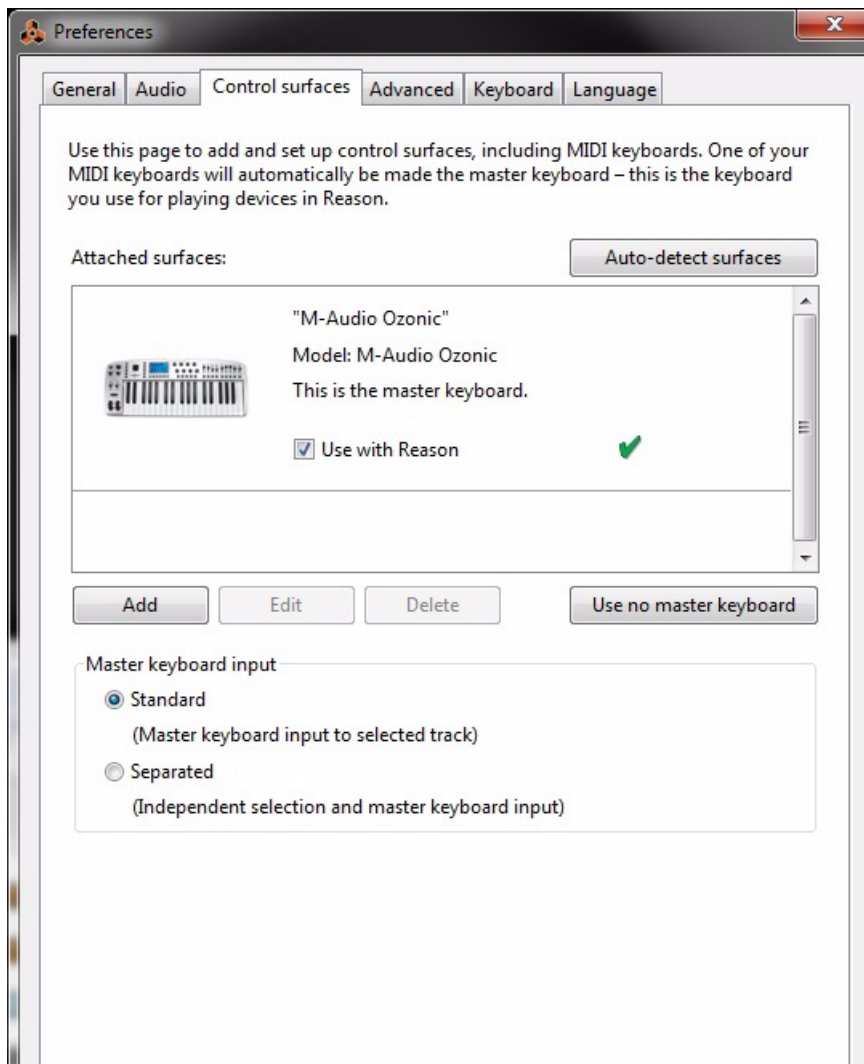 Preferences
General Audio Control surfaces Advanced Keyboard Language
Use this page to add and set up control surfaces, including MIDI keyboards. One of your
MIDI keyboards will automatically be made the master keyboard – this is the keyboard
you use for playing devices in Reason.
Attached surfaces: Auto-detect surfaces
"M-Audio Ozonic"
Model: M-Audio Ozonic
This is the master keyboard.
Use with Reason
Add Edit Delete Use no master keyboard
Master keyboard input
Standard
(Master keyboard input to selected track)
Separated
(Independent selection and master keyboard input)